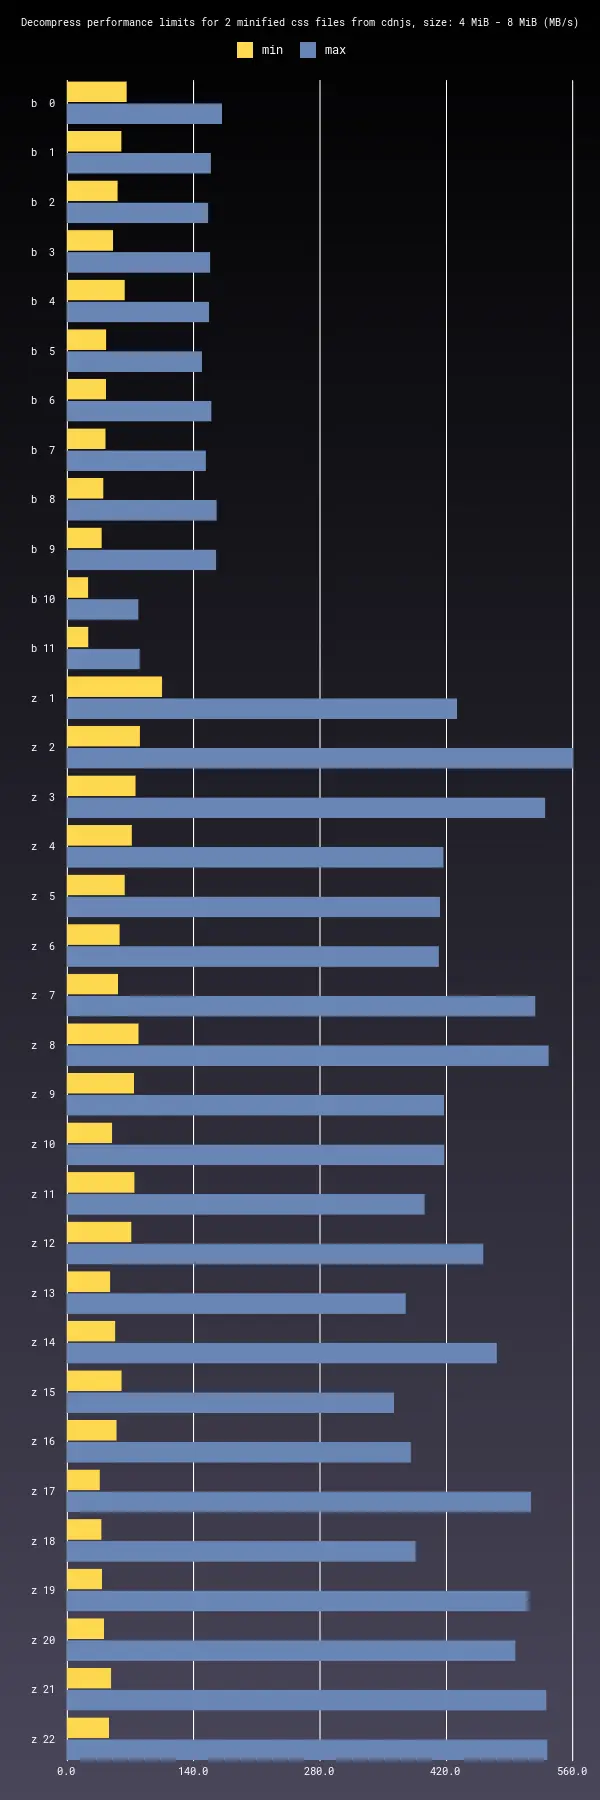 Decompress performance limits for 2 minified css files from cdnjs, size: 4 MiB - 8 MiB (MB/s)
min max
b 0
b 1
b 2
b 3
b 4
b 5
b 6
b 7
b 8
b 9
b 10
b 11
z 1
z 2
z 3
z 4
z 5
z 6
z 7
z 8
z 9
z 10
z 11
z 12
z 13
z 14
z 15
z 16
z 17
z 18
z 19
z 20
z 21
z 22
0.0 140.0 280.0 420.0 560.0